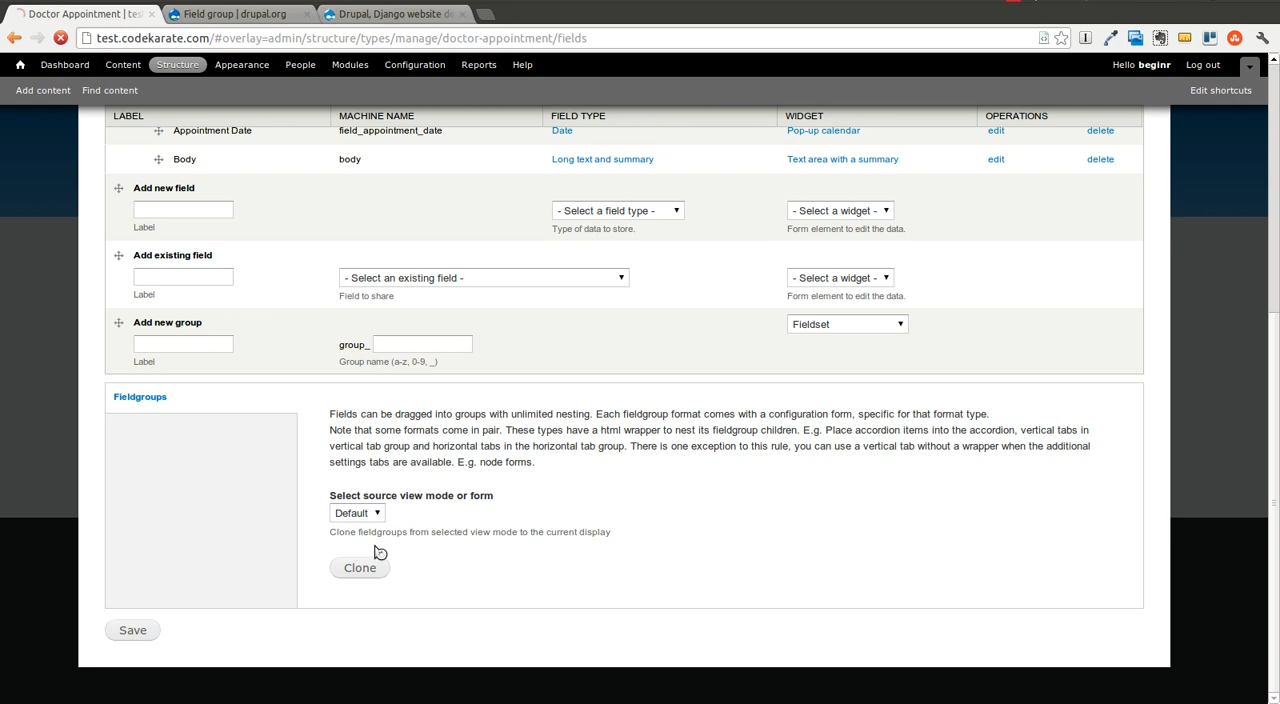 Doctor Appointment | tes
Field group | drupal.org
Drupal, Django website de
test.codekarate.com/#overlay=admin/structure/types/manage/doctor-appointment/fields
Dashboard Content Structure Appearance People Modules Configuration Reports Help Hello beginr Log out
Add content Find content Edit shortcuts
LABEL MACHINE NAME FIELD TYPE WIDGET OPERATIONS
Appointment Date field_appointment_date Date Pop-up calendar edit delete
Body body Long text and summary Text area with a summary edit delete
Add new field
- Select a field type - - Select a widget -
Label Type of data to store. Form element to edit the data.
Add existing field
- Select an existing field - - Select a widget -
Label Field to share Form element to edit the data.
Add new group Fieldset
group_
Label Group name (a-z, 0-9, _)
Fieldgroups
Fields can be dragged into groups with unlimited nesting. Each fieldgroup format comes with a configuration form, specific for that format type.
Note that some formats come in pair. These types have a html wrapper to nest its fieldgroup children. E.g. Place accordion items into the accordion, vertical tabs in
vertical tab group and horizontal tabs in the horizontal tab group. There is one exception to this rule, you can use a vertical tab without a wrapper when the additional
settings tabs are available. E.g. node forms.
Select source view mode or form
Default
Clone fieldgroups from selected view mode to the current display
Clone
Save